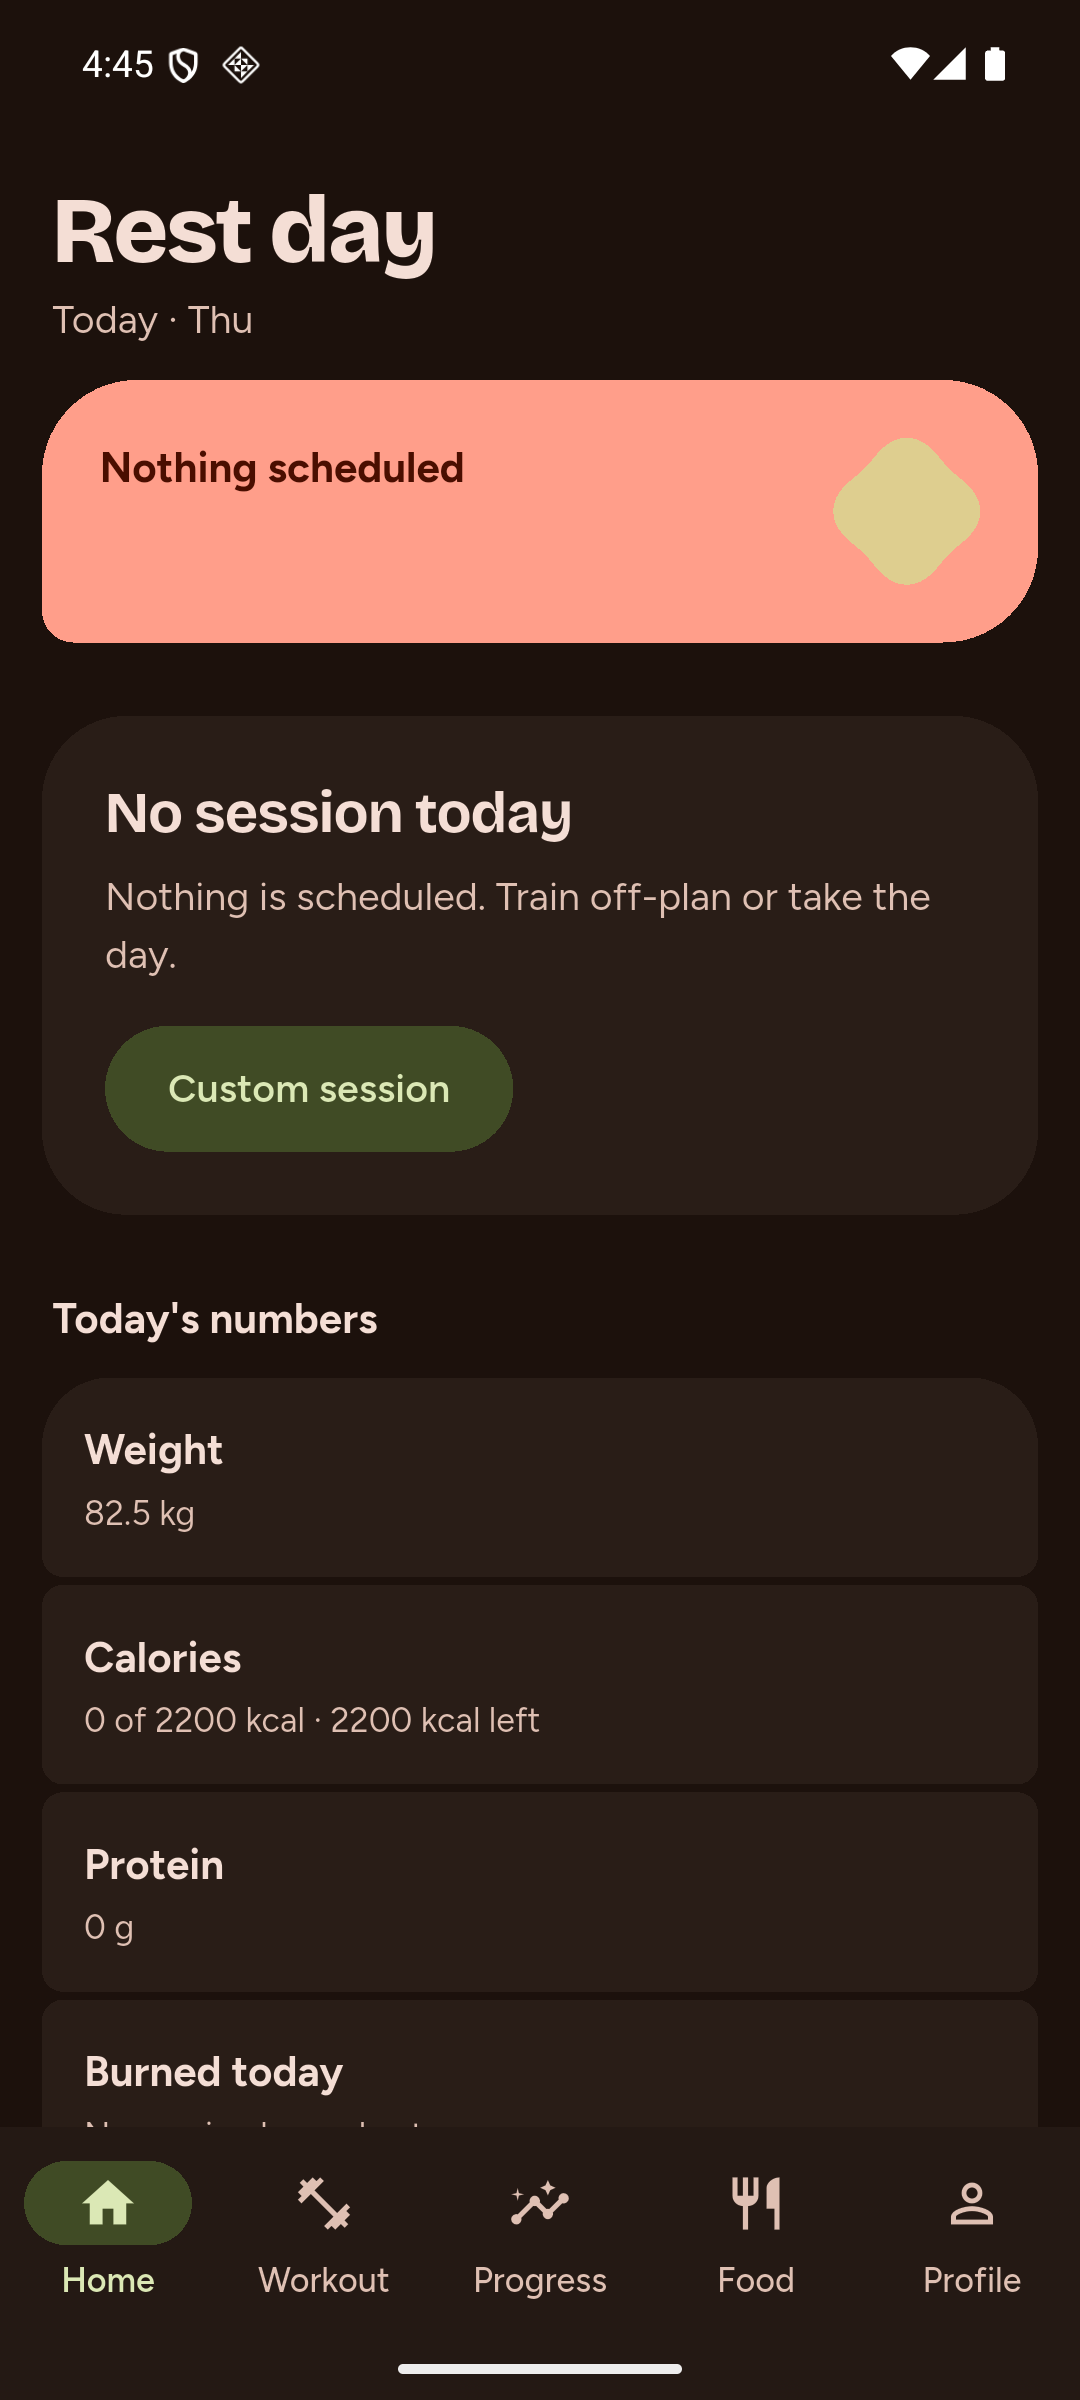 4:45
Rest day
Today · Thu
Nothing scheduled
No session today
Nothing is scheduled. Train off-plan or take the
day.
Custom session
Today's numbers
Weight
82.5 kg
Calories
0 of 2200 kcal · 2200 kcal left
Protein
0 g
Burned today
Home
Workout
Progress
Food
Profile